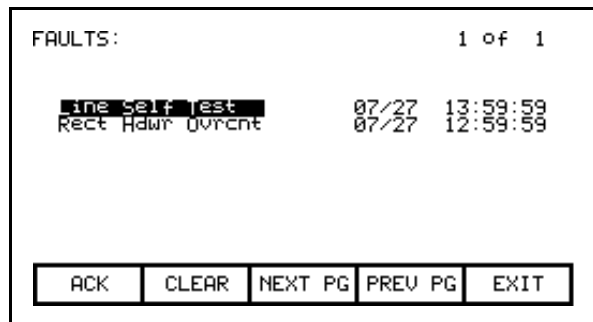 FAULTS: 1 of 1
Line Self Test 07/27 13:59:59
Rect Hdwr Ovrcnt 07/27 12:59:59
ACK CLEAR NEXT PG PREV PG EXIT